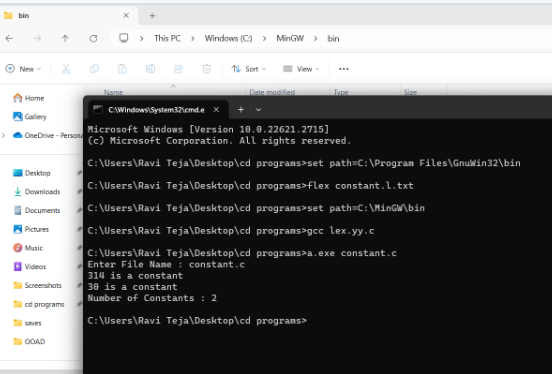 bin
This PC > Windows (C:) > MinGW > bin
New
Sort
View
Name Date modified Type Size
Home
Gallery
OneDrive - Persona
Desktop
Downloads
Documents
Pictures
Music
Videos
Screenshots
cd programs
saves
OOAD
C:\Windows\System32\cmd.e
Microsoft Windows [Version 10.0.22621.2715]
(c) Microsoft Corporation. All rights reserved.
C:\Users\Ravi Teja\Desktop\cd programs>set path=C:\Program Files\GnuWin32\bin
C:\Users\Ravi Teja\Desktop\cd programs>flex constant.l.txt
C:\Users\Ravi Teja\Desktop\cd programs>set path=C:\MinGW\bin
C:\Users\Ravi Teja\Desktop\cd programs>gcc lex.yy.c
C:\Users\Ravi Teja\Desktop\cd programs>a.exe constant.c
Enter File Name : constant.c
314 is a constant
30 is a constant
Number of Constants : 2
C:\Users\Ravi Teja\Desktop\cd programs>